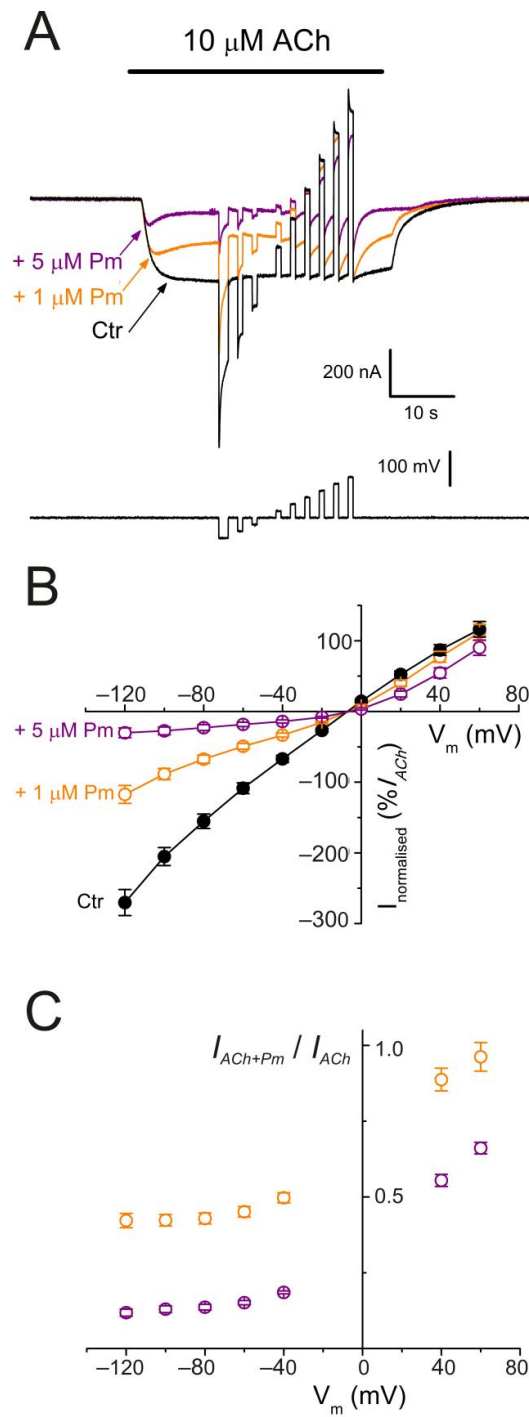 A
10 µM ACh
+ 5 µM Pm
+ 1 µM Pm
Ctr
200 nA
10 s
100 mV
B
100
–120 –80 –40 40 80
V_m (mV)
+ 5 µM Pm
–100
+ 1 µM Pm
–200
Ctr
–300
I_normalised (%I_ACh)
C
I_ACh+Pm / I_ACh
1.0
0.5
–120 –80 –40 0 40 80
V_m (mV)